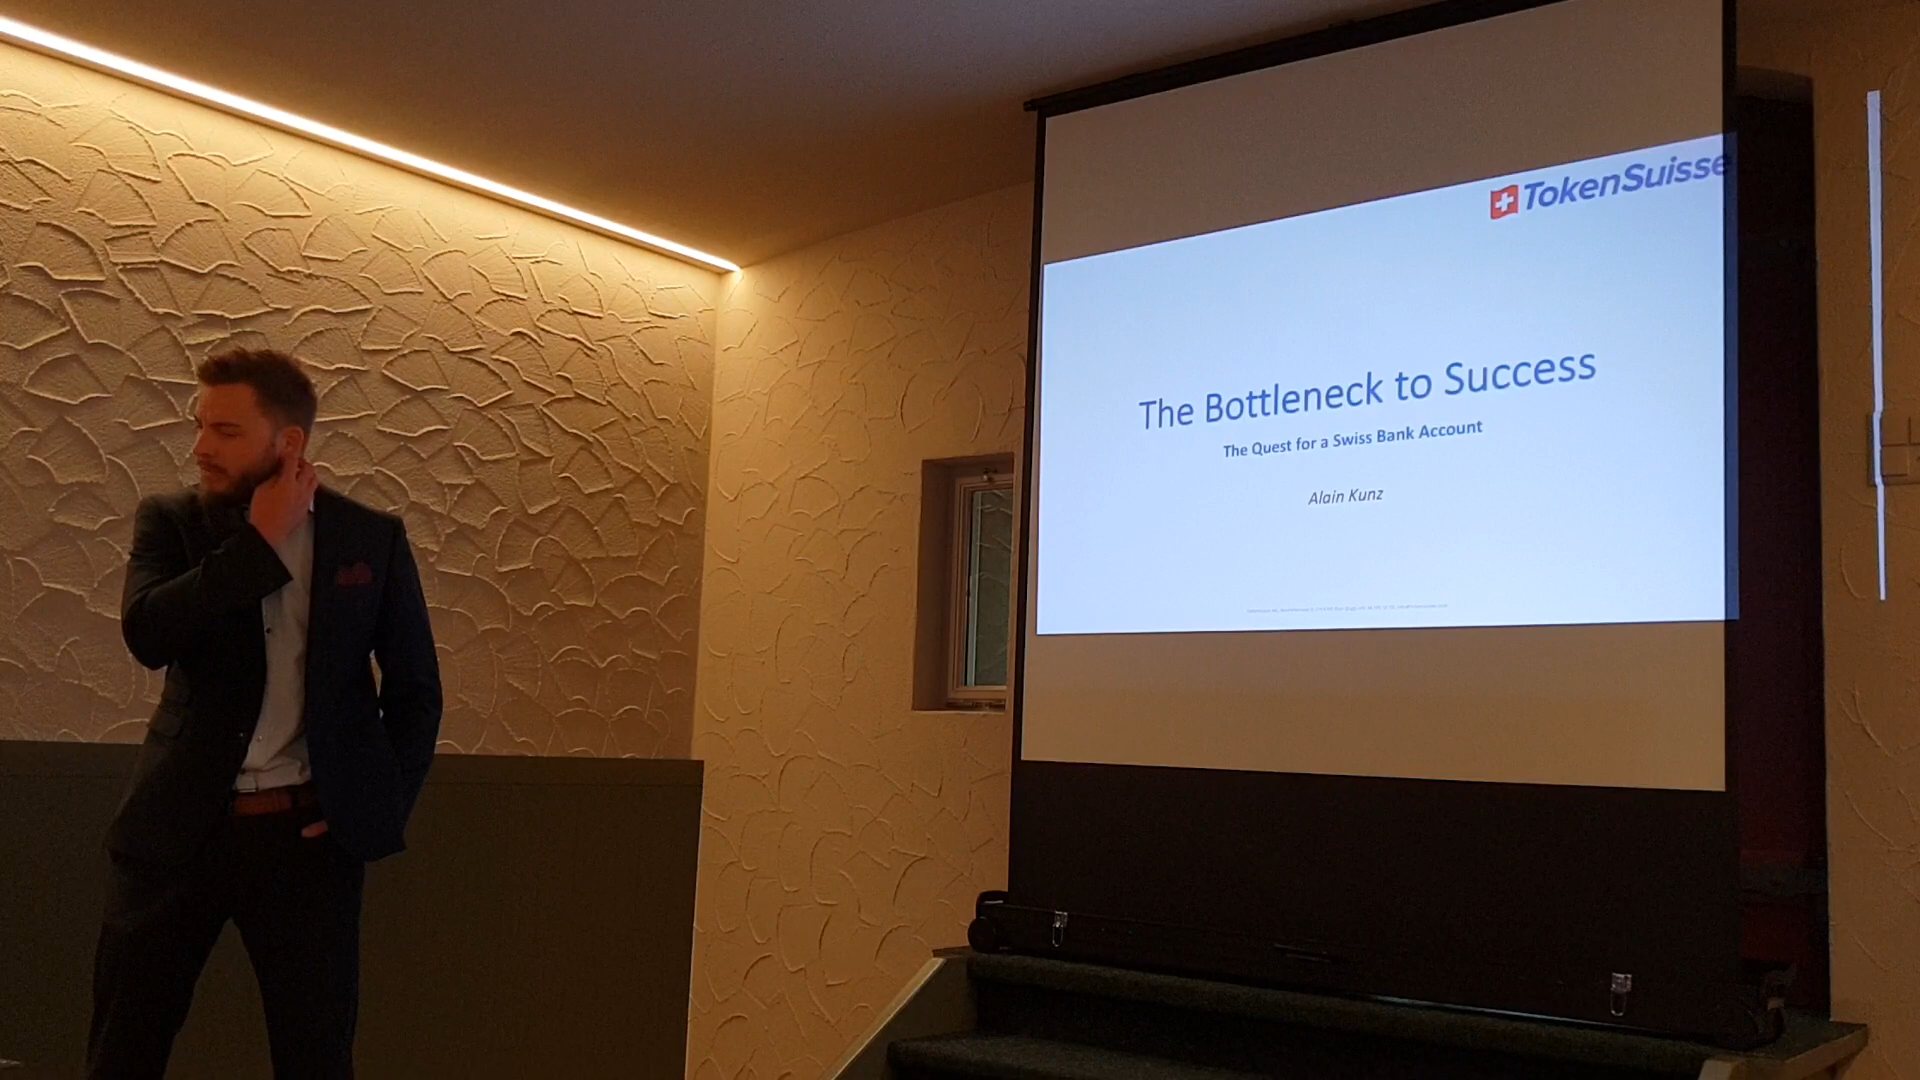 TokenSuisse
The Bottleneck to Success
The Quest for a Swiss Bank Account
Alain Kunz